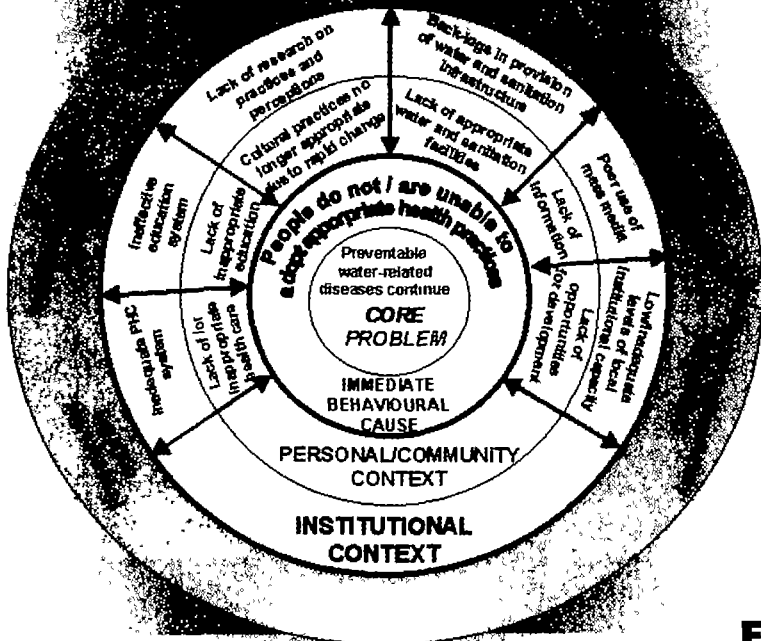 Lack of research on
practices and
perceptions
Back-logs in provision
of water and sanitation
infrastructure
Cultural practices no
longer appropriate
due to rapid change
Lack of appropriate
water and sanitation
facilities
Ineffective
education
system
Lack of
inappropriate
education
Poor use of
mass media
Lack of
information
People do not / are unable to
adopt apporpriate health practices
Preventable
water-related
diseases continue
CORE
PROBLEM
Inadequate PHC
system
Lack of /or
inappropriate
health care
Lack of
opportunities
for development
Low/inadequate
levels of local
institutional capacity
IMMEDIATE
BEHAVIOURAL
CAUSE
PERSONAL/COMMUNITY
CONTEXT
INSTITUTIONAL
CONTEXT